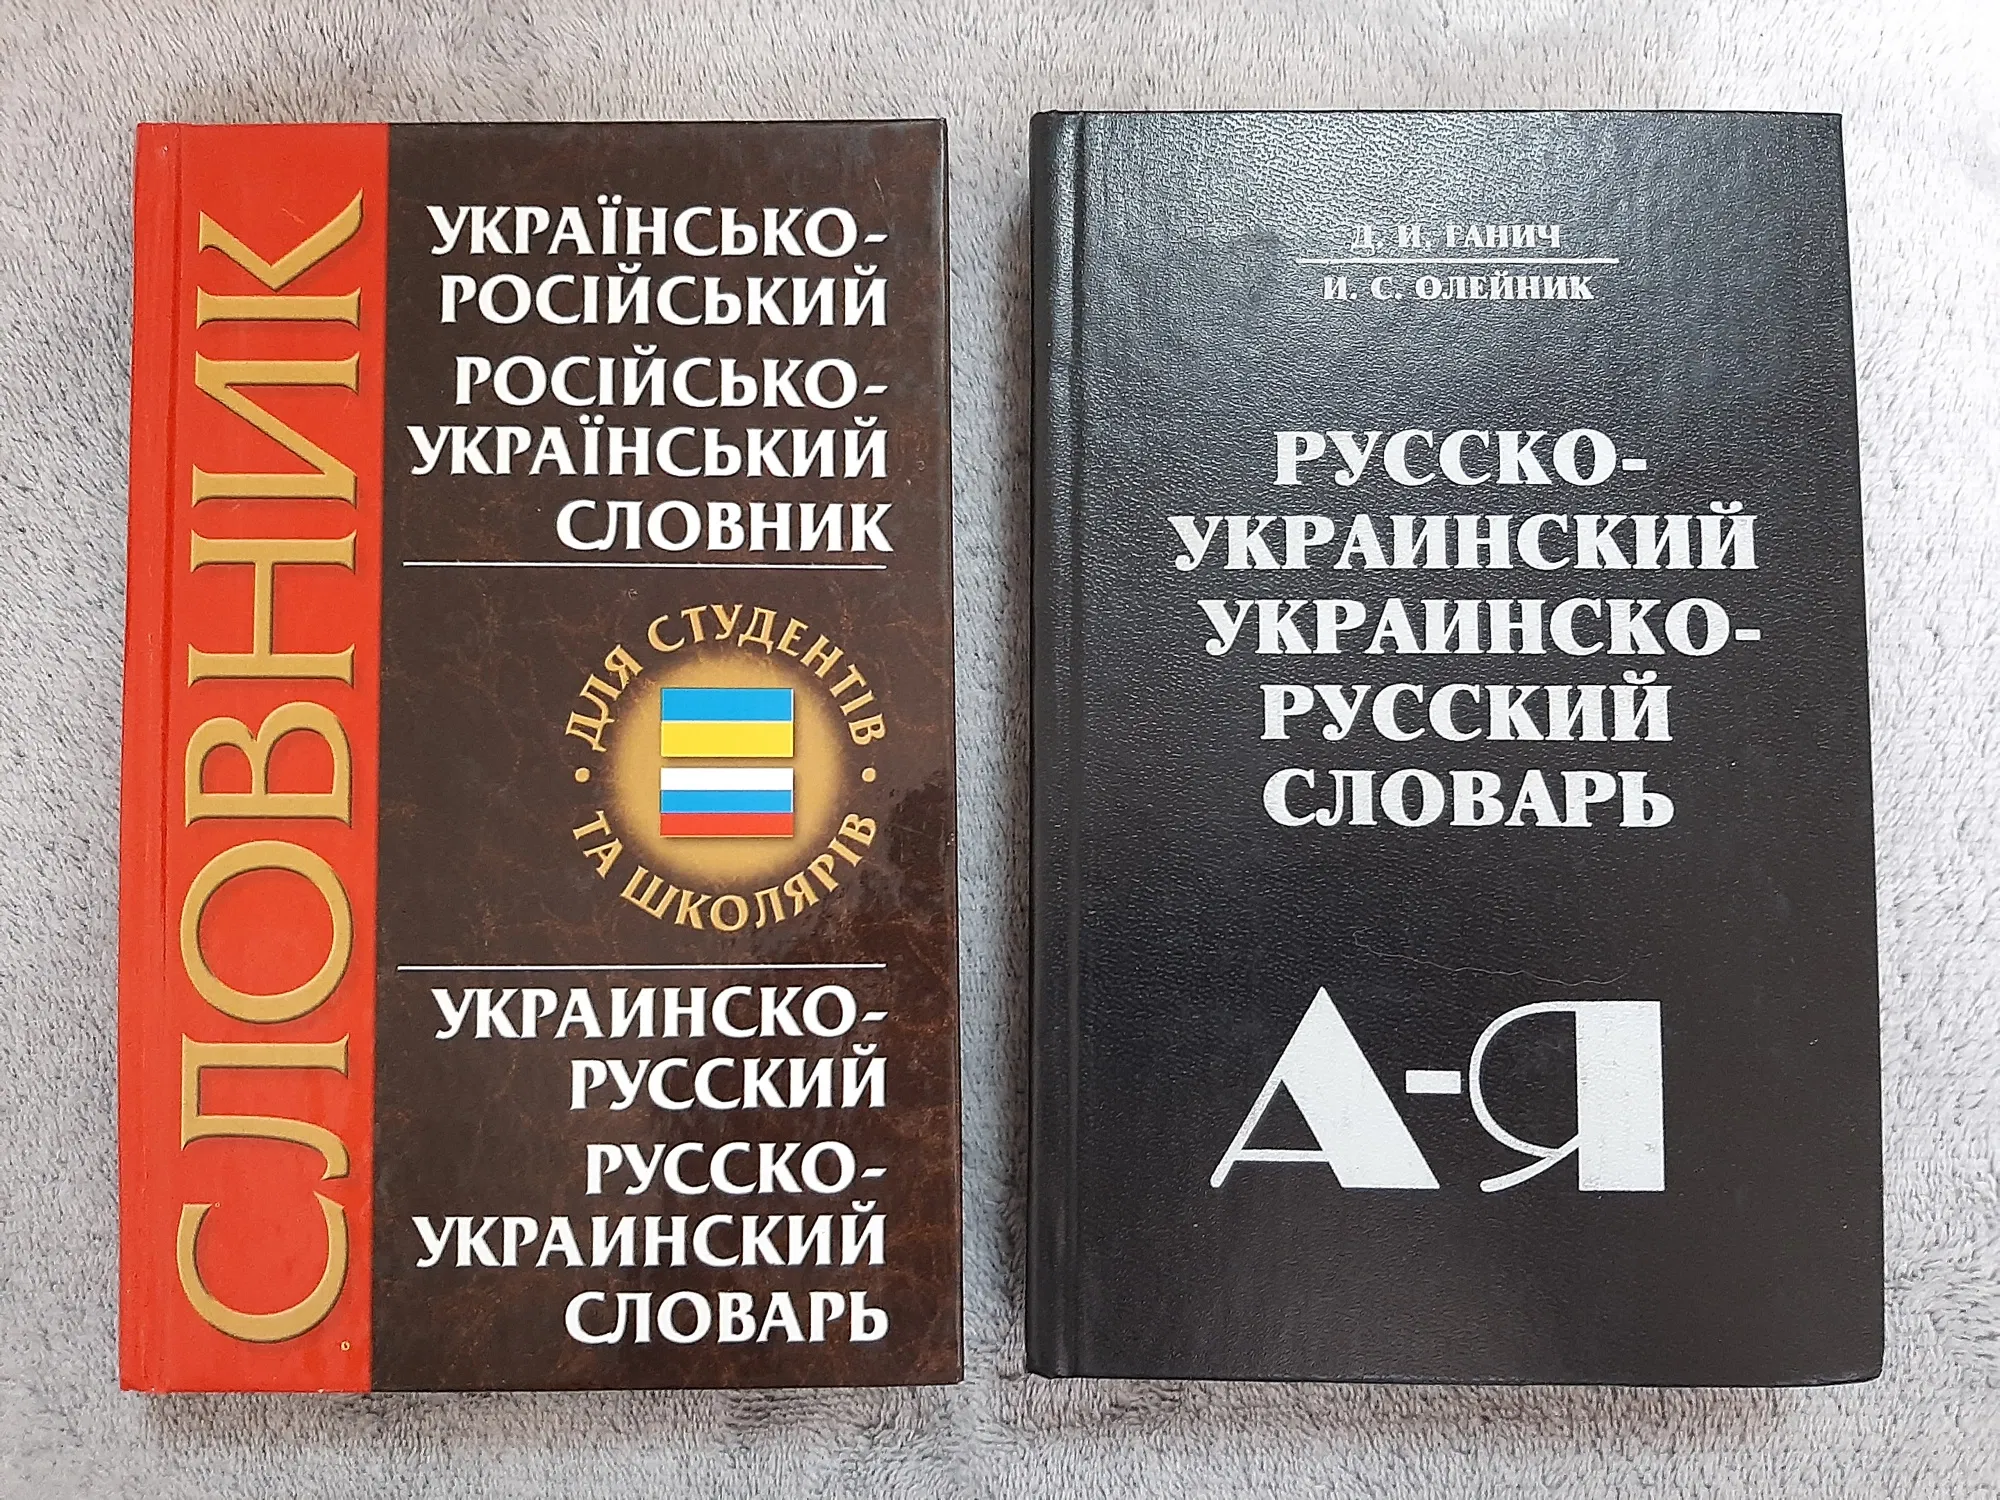 СЛОВНИК
УКРАЇНСЬКО-
РОСІЙСЬКИЙ
РОСІЙСЬКО-
УКРАЇНСЬКИЙ
СЛОВНИК
ДЛЯ СТУДЕНТІВ
ТА ШКОЛЯРІВ
УКРАИНСКО-
РУССКИЙ
РУССКО-
УКРАИНСКИЙ
СЛОВАРЬ
Д. И. ГАНИЧ
И. С. ОЛЕЙНИК
РУССКО-
УКРАИНСКИЙ
УКРАИНСКО-
РУССКИЙ
СЛОВАРЬ
А-Я